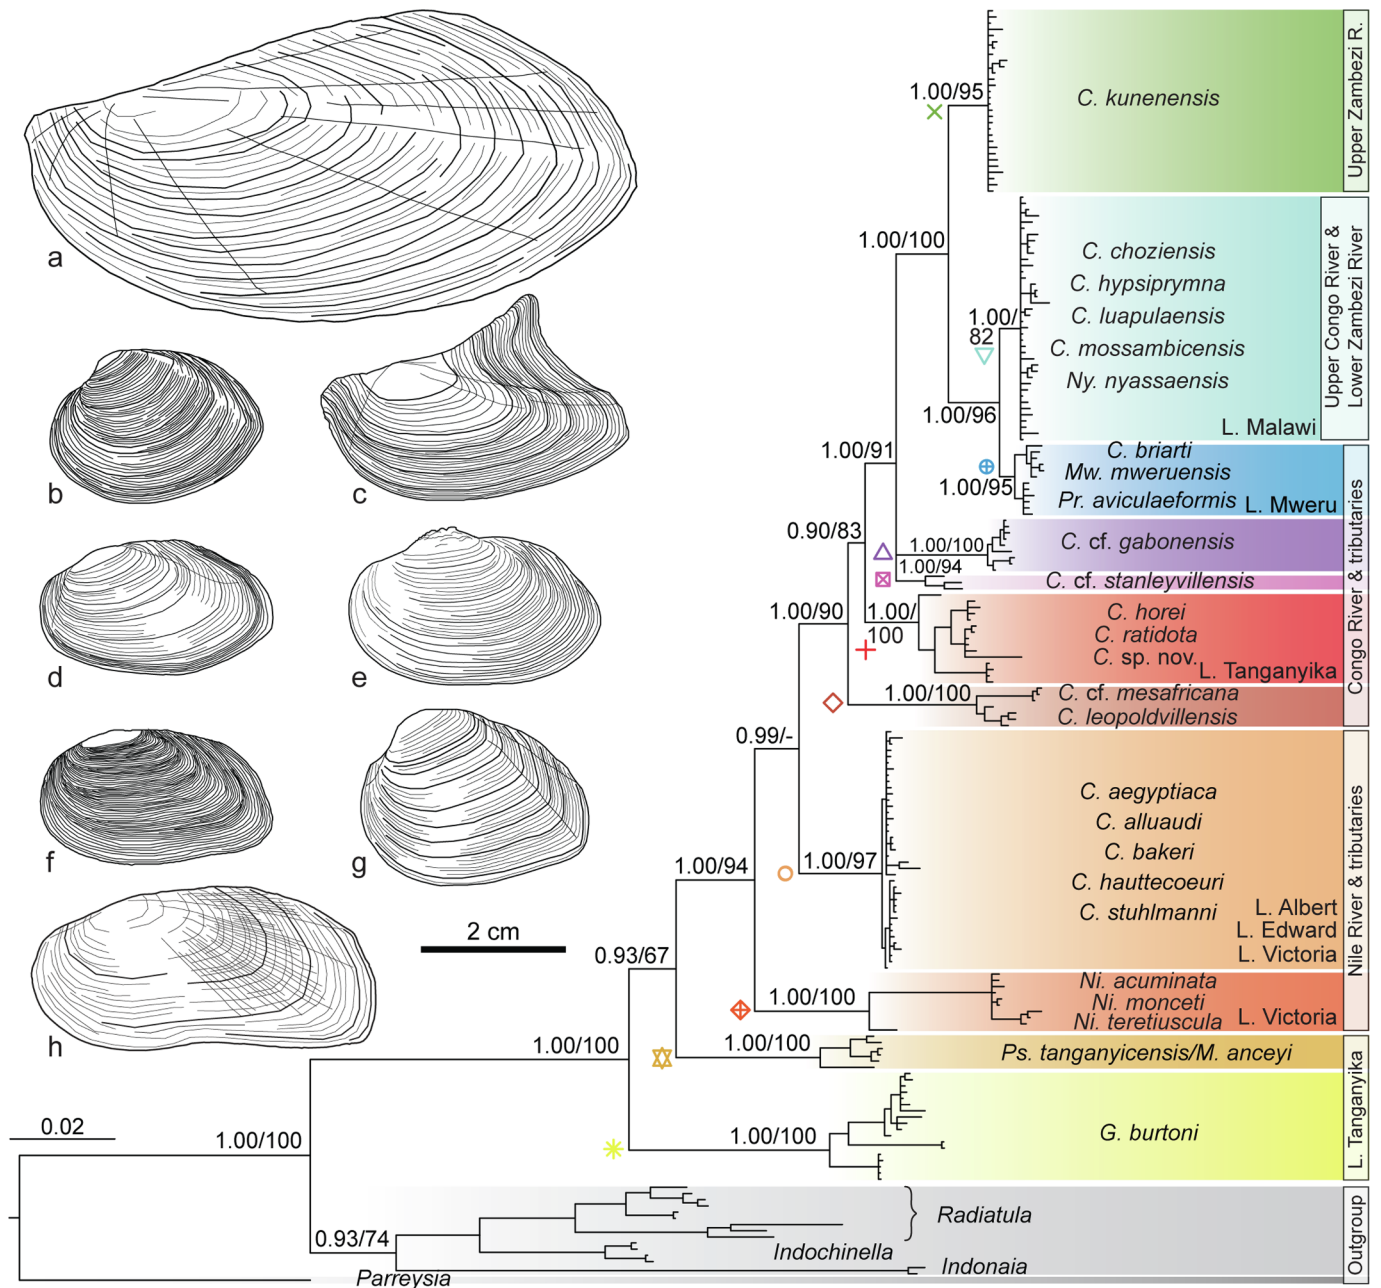 a
b
c
d
e
f
g
h
2 cm
0.02
1.00/95
C. kunenensis
Upper Zambezi R.
1.00/100
1.00/
82
C. choziensis
C. hypsiprymna
C. luapulaensis
C. mossambicensis
Ny. nyassaensis
L. Malawi
Upper Congo River &
Lower Zambezi River
1.00/96
1.00/95
C. briarti
Mw. mweruensis
Pr. aviculaeformis
L. Mweru
1.00/91
1.00/100
C. cf. gabonensis
1.00/94
C. cf. stanleyvillensis
0.90/83
1.00/
100
C. horei
C. ratidota
C. sp. nov.
L. Tanganyika
1.00/90
1.00/100
C. cf. mesafricana
C. leopoldvillensis
Congo River & tributaries
0.99/-
1.00/97
C. aegyptiaca
C. alluaudi
C. bakeri
C. hauttecoeuri
C. stuhlmanni
L. Albert
L. Edward
L. Victoria
1.00/94
1.00/100
Ni. acuminata
Ni. monceti
Ni. teretiuscula
L. Victoria
Nile River & tributaries
0.93/67
1.00/100
Ps. tanganyicensis/M. anceyi
1.00/100
1.00/100
G. burtoni
L. Tanganyika
1.00/100
0.93/74
Radiatula
Indochinella
Indonaia
Parreysia
Outgroup